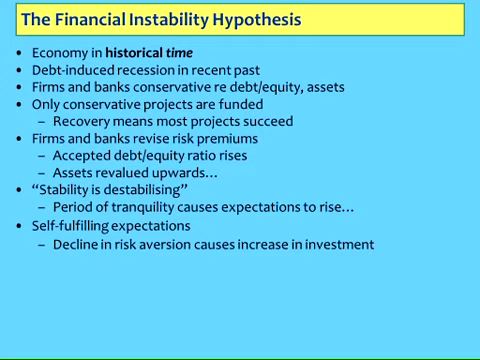 The Financial Instability Hypothesis
• Economy in historical time
• Debt-induced recession in recent past
• Firms and banks conservative re debt/equity, assets
• Only conservative projects are funded
– Recovery means most projects succeed
• Firms and banks revise risk premiums
– Accepted debt/equity ratio rises
– Assets revalued upwards…
• “Stability is destabilising”
– Period of tranquility causes expectations to rise…
• Self-fulfilling expectations
– Decline in risk aversion causes increase in investment